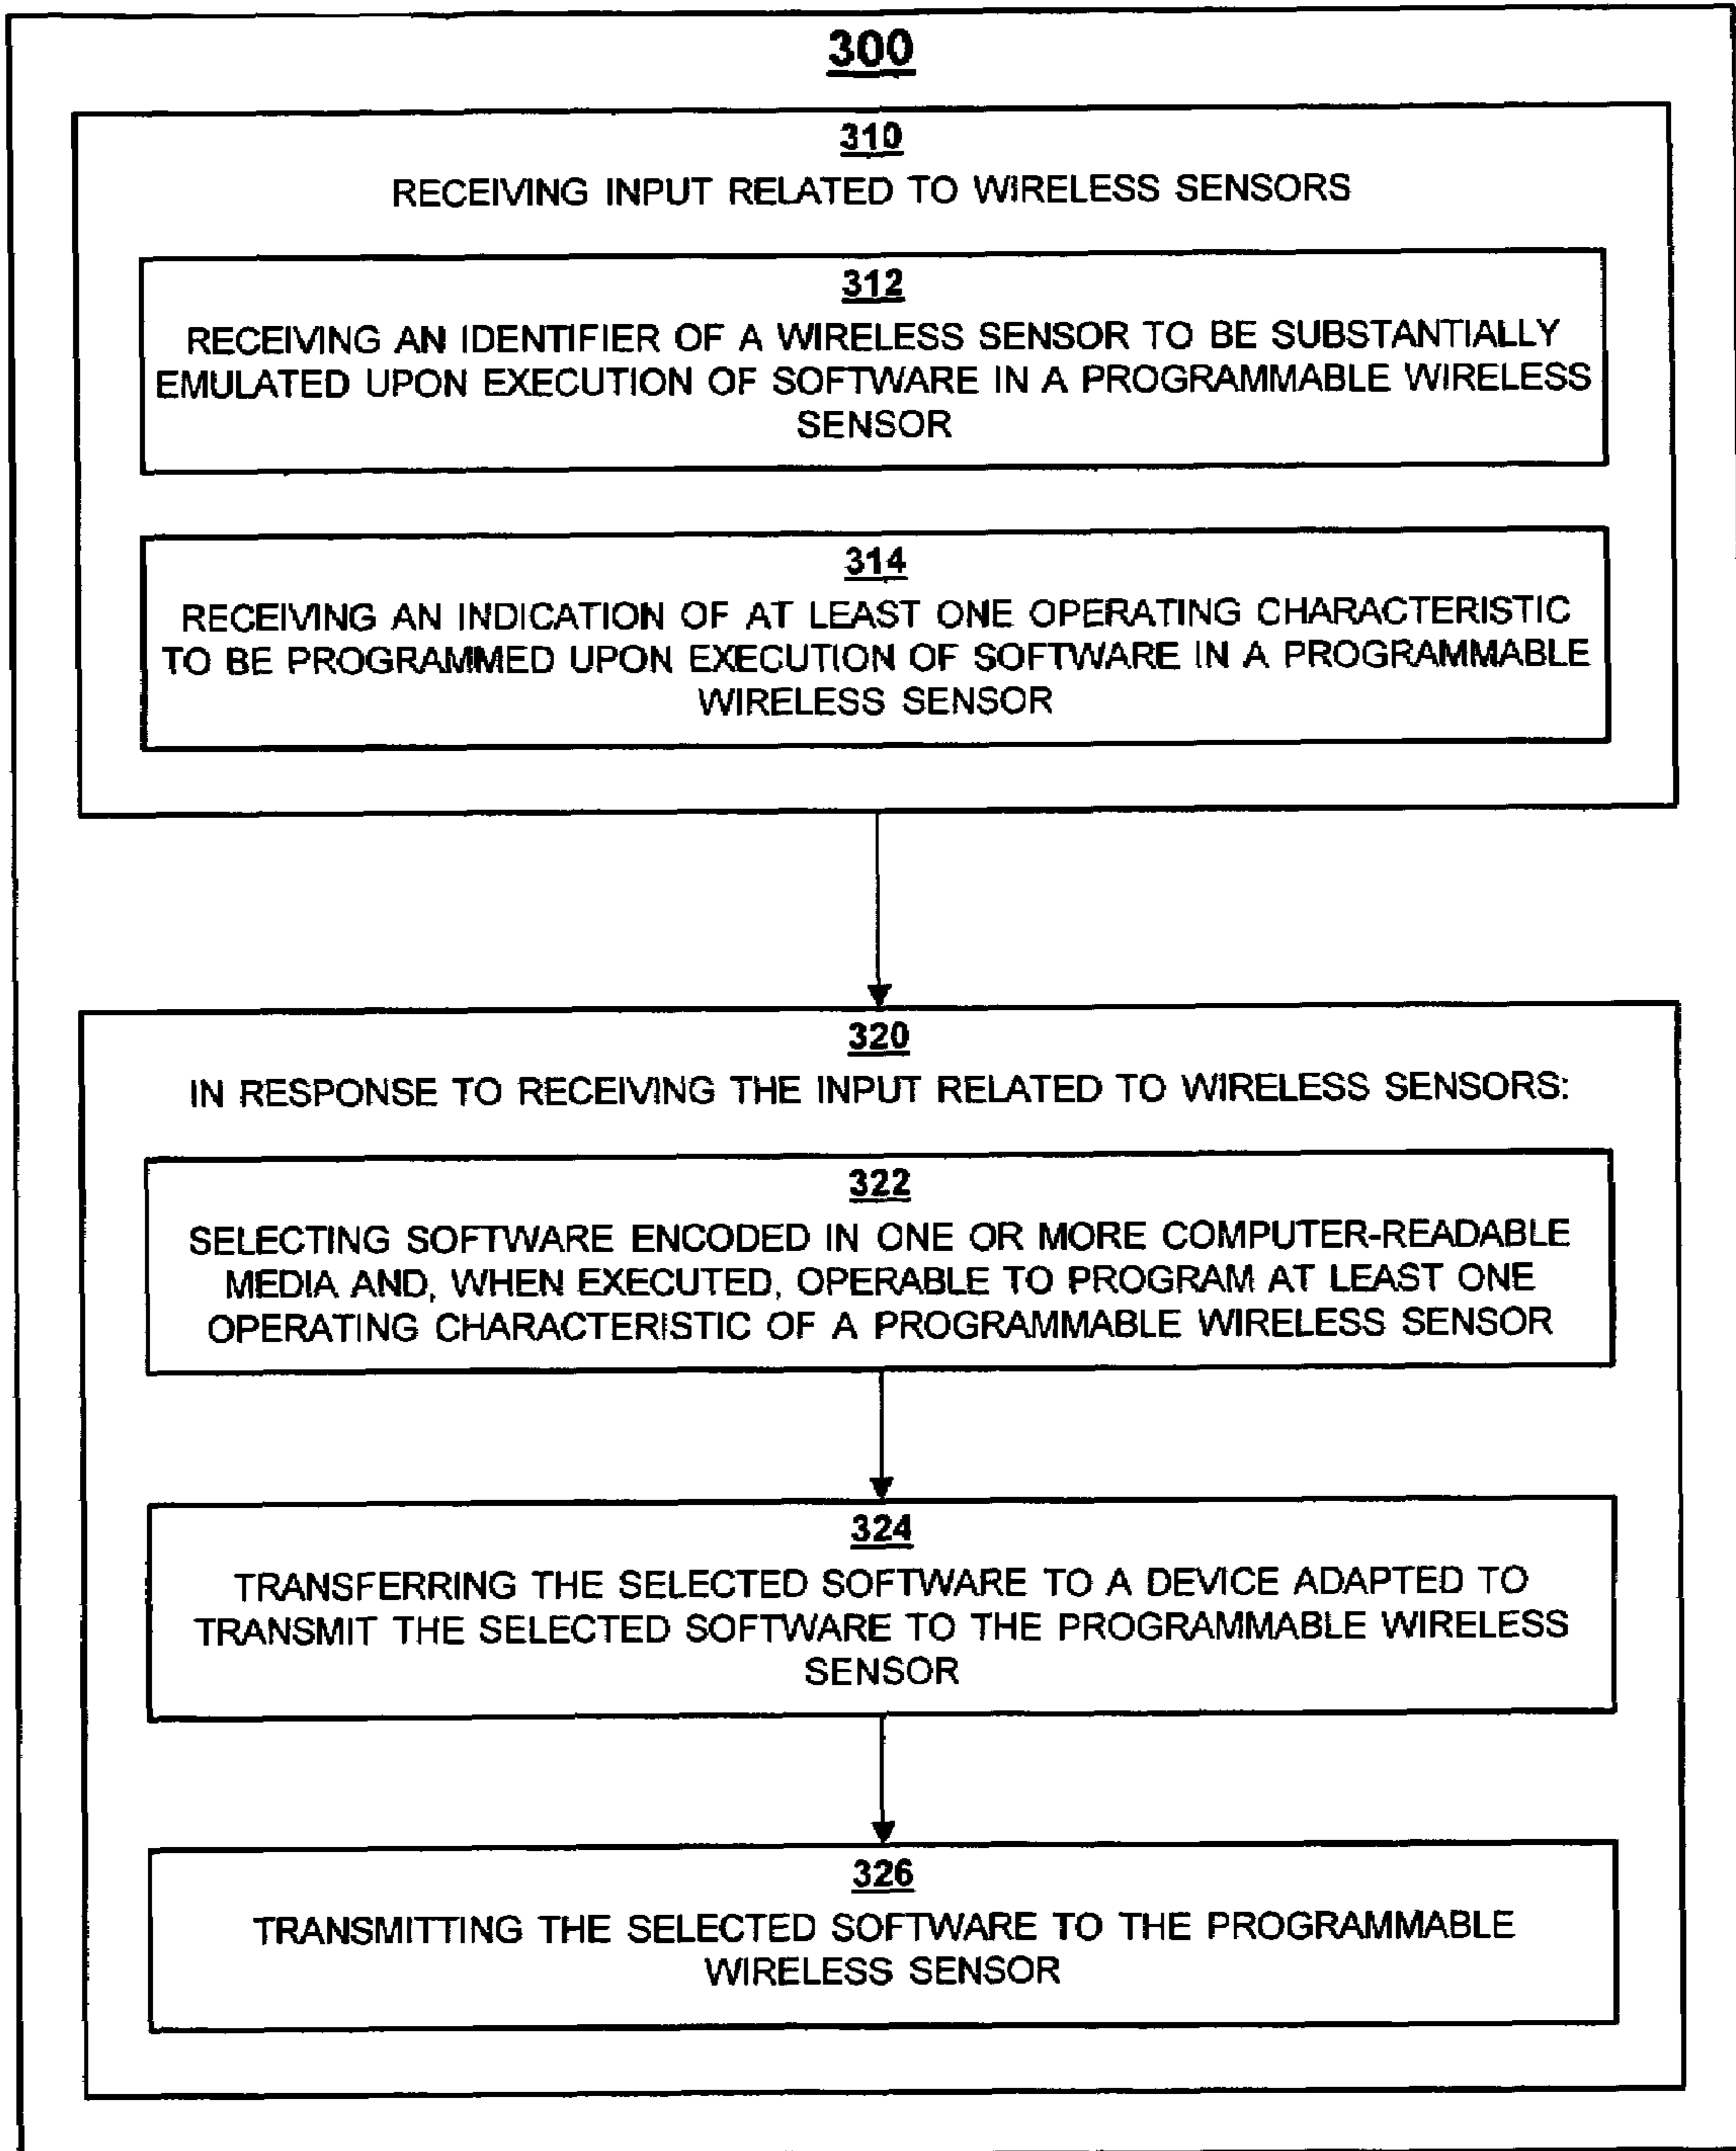 300
310
RECEIVING INPUT RELATED TO WIRELESS SENSORS
312
RECEIVING AN IDENTIFIER OF A WIRELESS SENSOR TO BE SUBSTANTIALLY
EMULATED UPON EXECUTION OF SOFTWARE IN A PROGRAMMABLE WIRELESS
SENSOR
314
RECEIVING AN INDICATION OF AT LEAST ONE OPERATING CHARACTERISTIC
TO BE PROGRAMMED UPON EXECUTION OF SOFTWARE IN A PROGRAMMABLE
WIRELESS SENSOR
320
IN RESPONSE TO RECEIVING THE INPUT RELATED TO WIRELESS SENSORS:
322
SELECTING SOFTWARE ENCODED IN ONE OR MORE COMPUTER-READABLE
MEDIA AND, WHEN EXECUTED, OPERABLE TO PROGRAM AT LEAST ONE
OPERATING CHARACTERISTIC OF A PROGRAMMABLE WIRELESS SENSOR
324
TRANSFERRING THE SELECTED SOFTWARE TO A DEVICE ADAPTED TO
TRANSMIT THE SELECTED SOFTWARE TO THE PROGRAMMABLE WIRELESS
SENSOR
326
TRANSMITTING THE SELECTED SOFTWARE TO THE PROGRAMMABLE
WIRELESS SENSOR